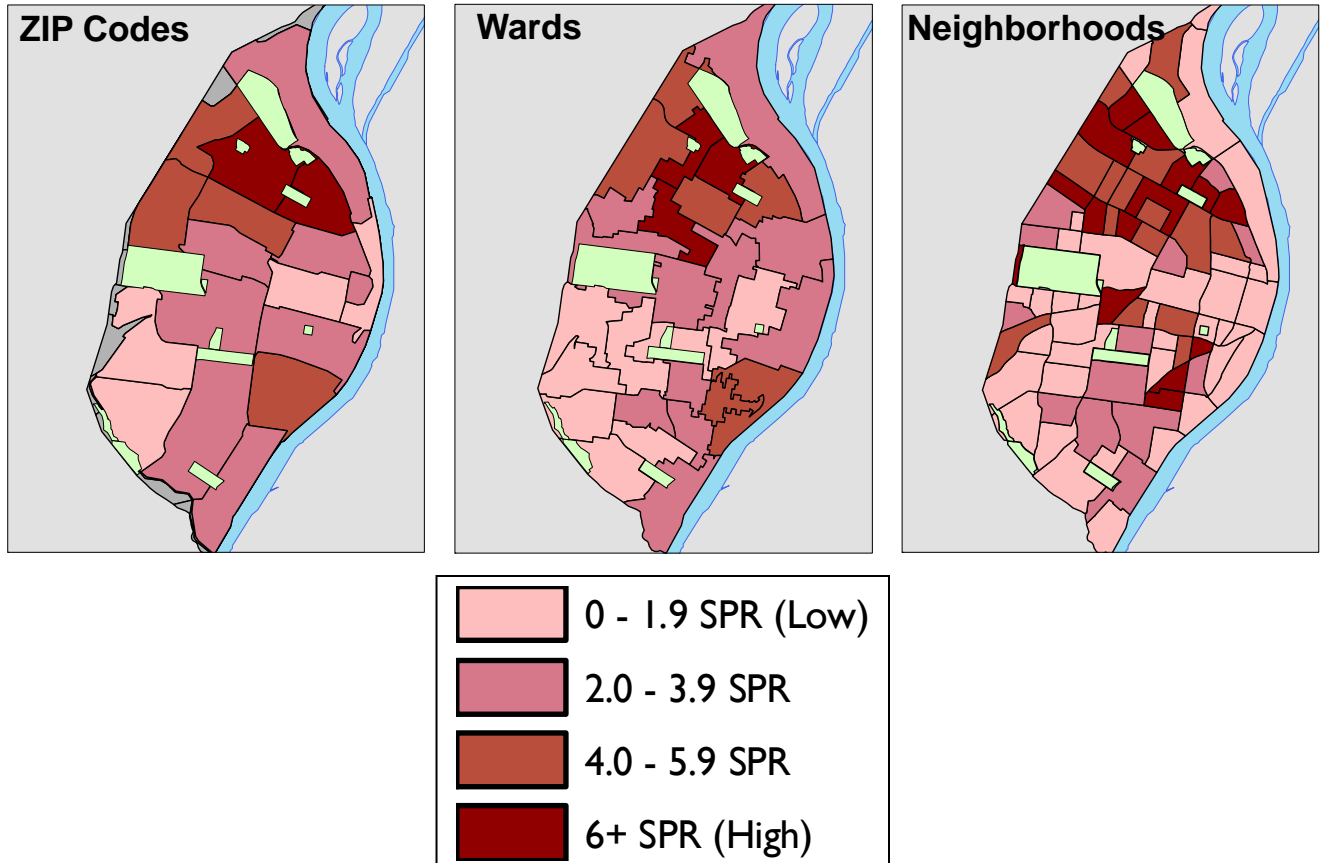 ZIP Codes
Wards
Neighborhoods
0 - 1.9 SPR (Low)
2.0 - 3.9 SPR
4.0 - 5.9 SPR
6+ SPR (High)